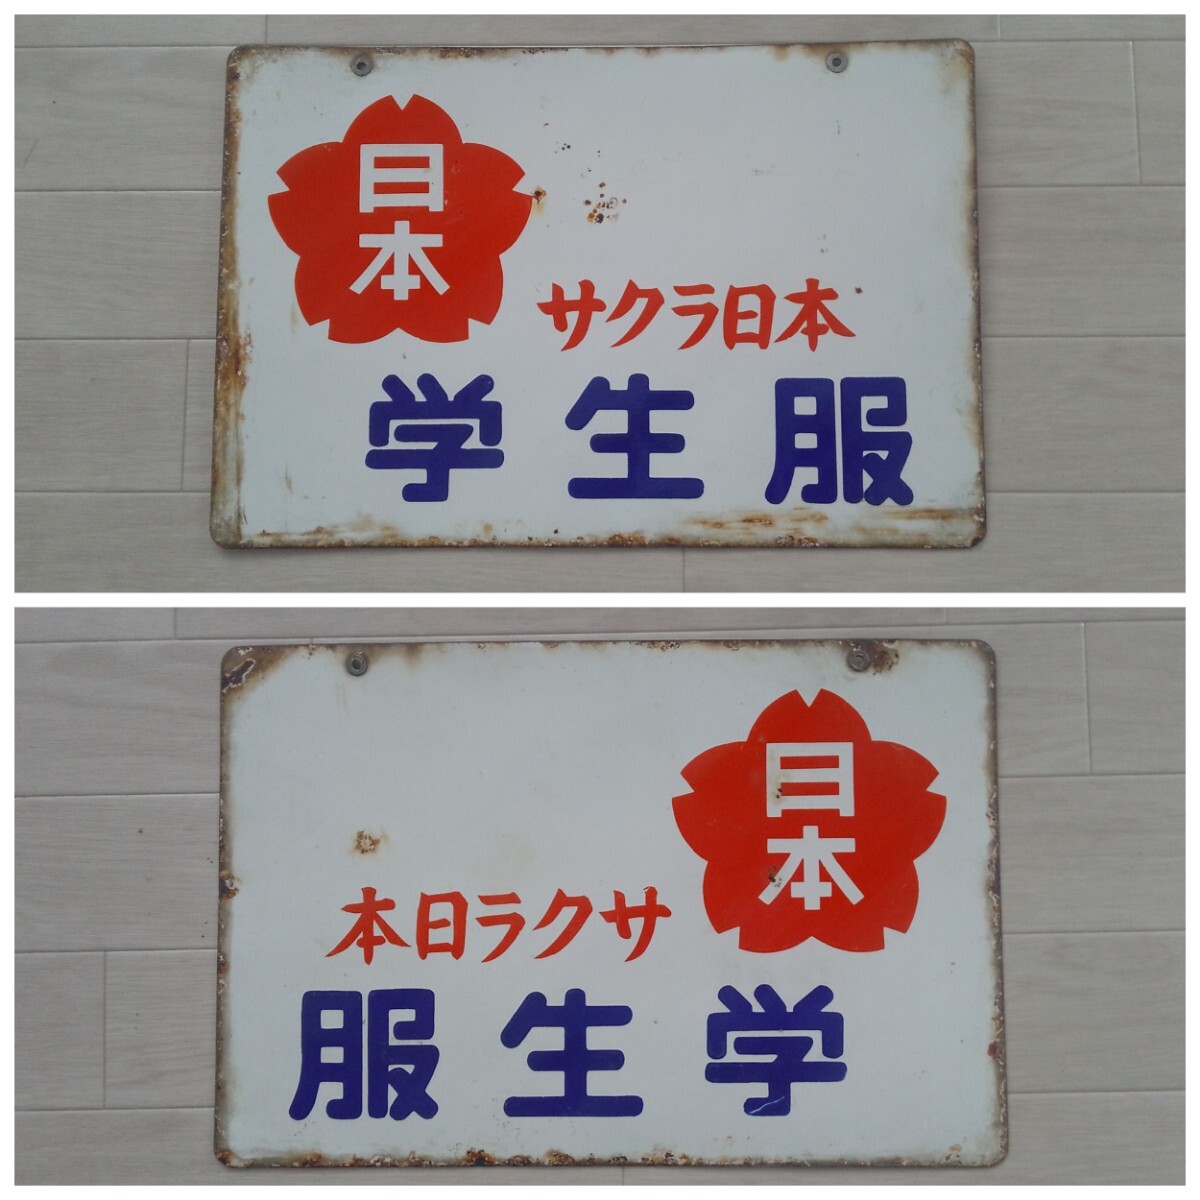 日本
サクラ日本
学生服
日本
本日ラクサ
服生学